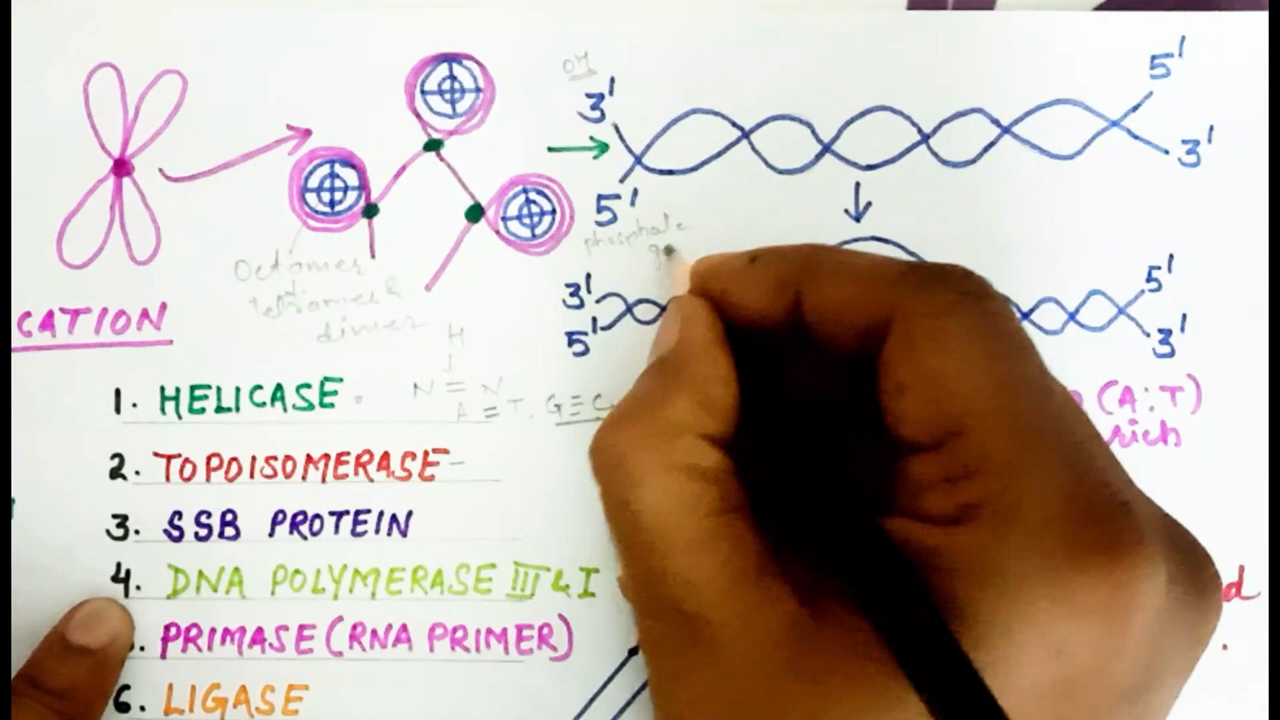 3' 5'
5' 3'
phosphate
Octamer
tetramer &
dimer
3' 5'
5' 3'
CATION
H
N = N
A = T. G ≡ C
(A:T)
rich
1. HELICASE.
2. TOPOISOMERASE -
3. SSB PROTEIN
4. DNA POLYMERASE III & I
. PRIMASE (RNA PRIMER)
6. LIGASE
d